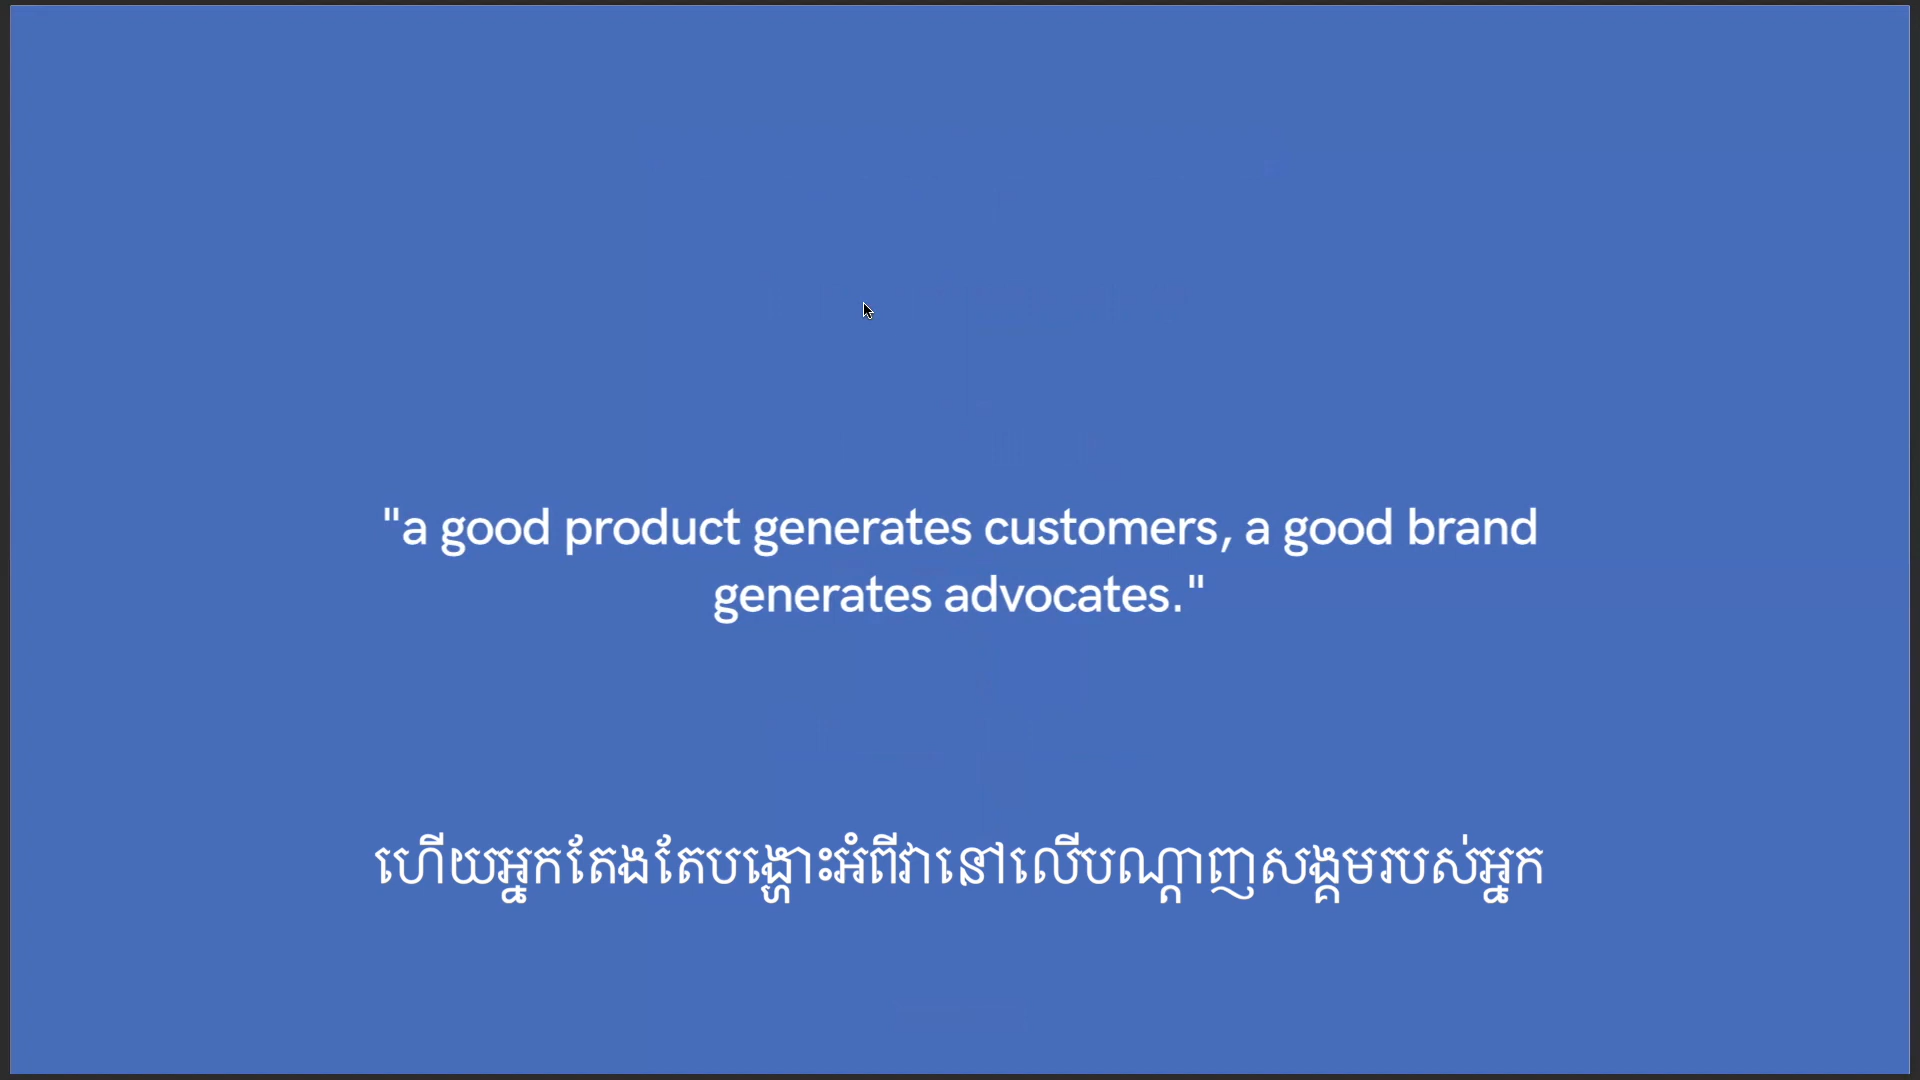 "a good product generates customers, a good brand
generates advocates."
ហើយអ្នកតែងតែបង្ហោះអំពីវានៅលើបណ្តាញសង្គមរបស់អ្នក